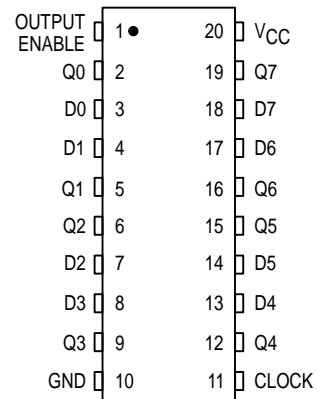 OUTPUT
ENABLE 1 20 VCC
Q0 2 19 Q7
D0 3 18 D7
D1 4 17 D6
Q1 5 16 Q6
Q2 6 15 Q5
D2 7 14 D5
D3 8 13 D4
Q3 9 12 Q4
GND 10 11 CLOCK